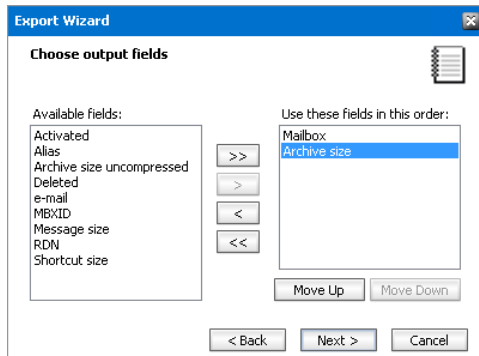 Export Wizard
Choose output fields
Available fields:
Activated
Alias
Archive size uncompressed
Deleted
e-mail
MBXID
Message size
RDN
Shortcut size
>>
>
<
<<
Use these fields in this order:
Mailbox
Archive size
Move Up
Move Down
< Back
Next >
Cancel